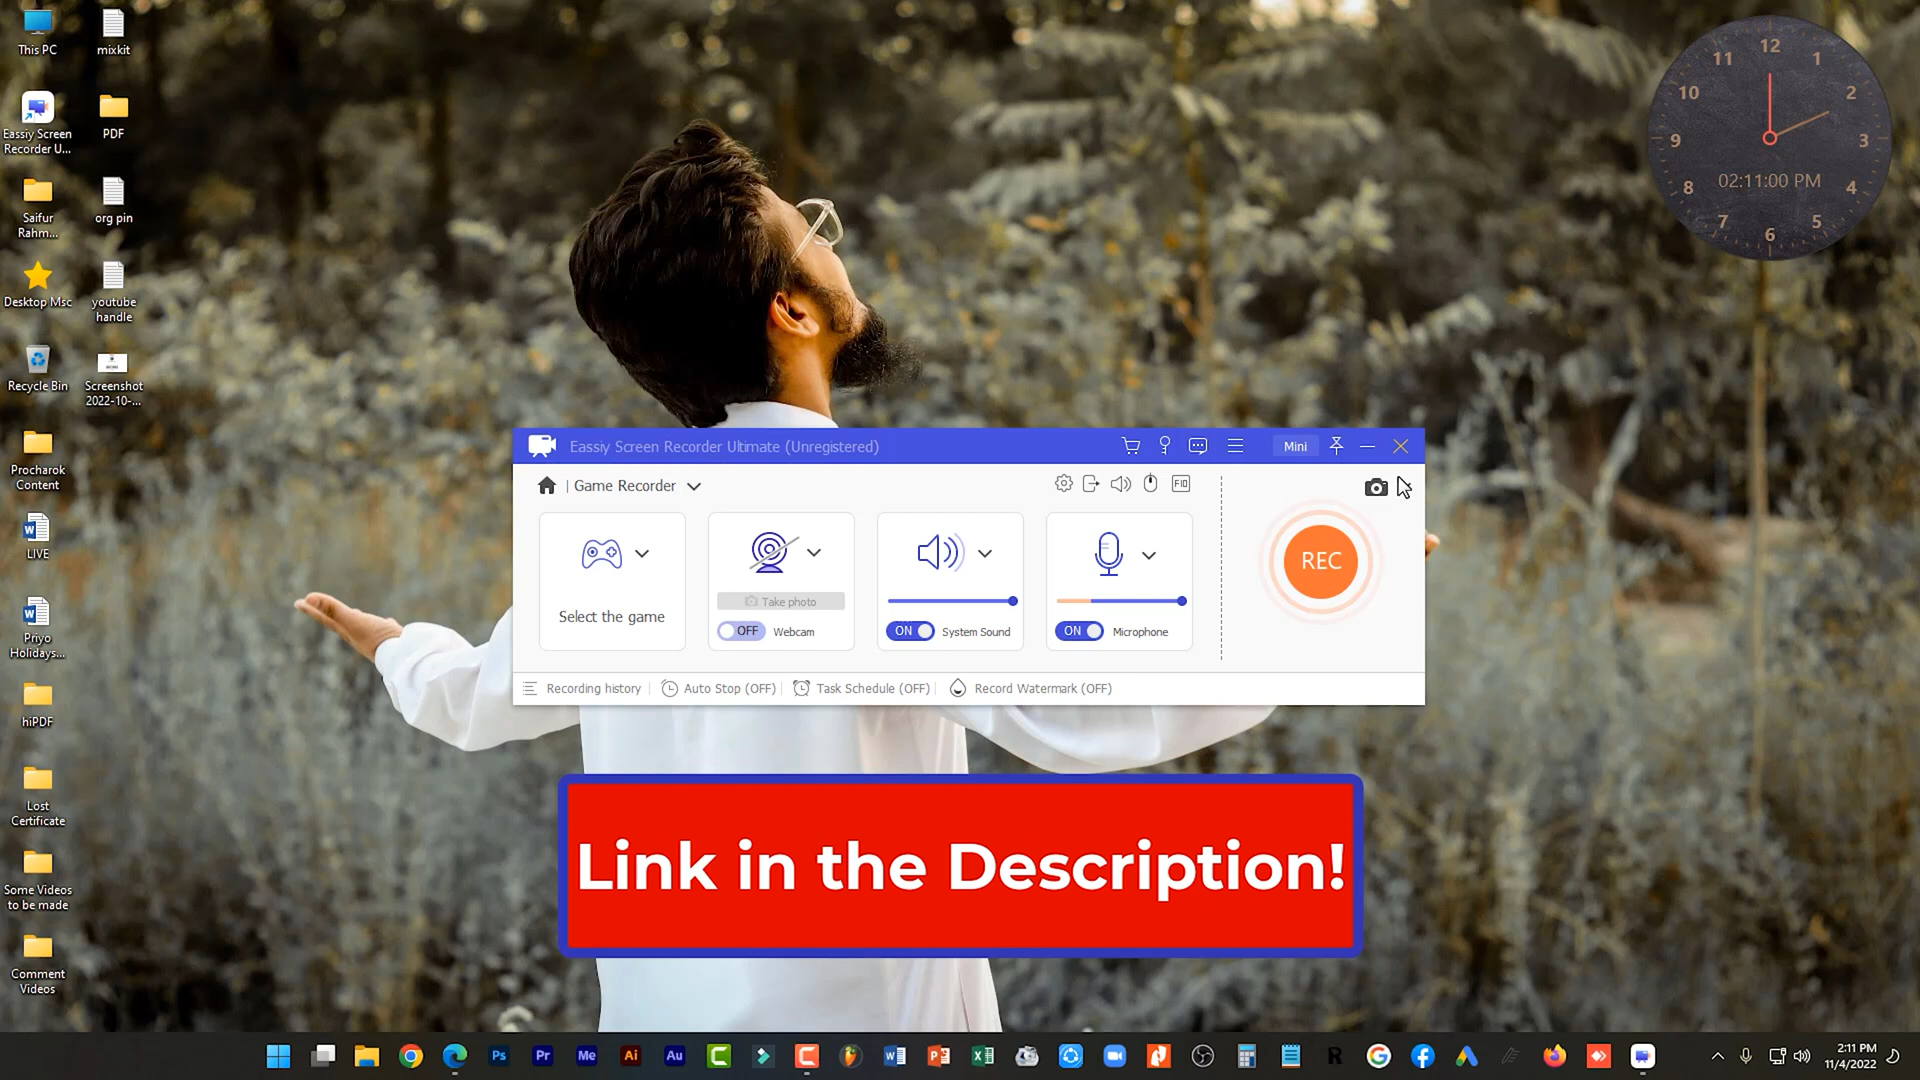 This PC
mixkit
Eassiy Screen
Recorder U...
PDF
Saifur
Rahm...
org pin
Desktop Msc
youtube
handle
Recycle Bin
Screenshot
2022-10-...
Procharok
Content
LIVE
Priyo
Holidays...
hiPDF
Lost
Certificate
Some Videos
to be made
Comment
Videos
12
1
2
3
4
5
6
7
8
9
10
11
02:11:00 PM
Eassiy Screen Recorder Ultimate (Unregistered)
Mini
| Game Recorder
F10
Select the game
Take photo
OFF Webcam
ON System Sound
ON Microphone
REC
Recording history
Auto Stop (OFF)
Task Schedule (OFF)
Record Watermark (OFF)
Link in the Description!
Ps
Pr
Me
Ai
Au
2:11 PM
11/4/2022